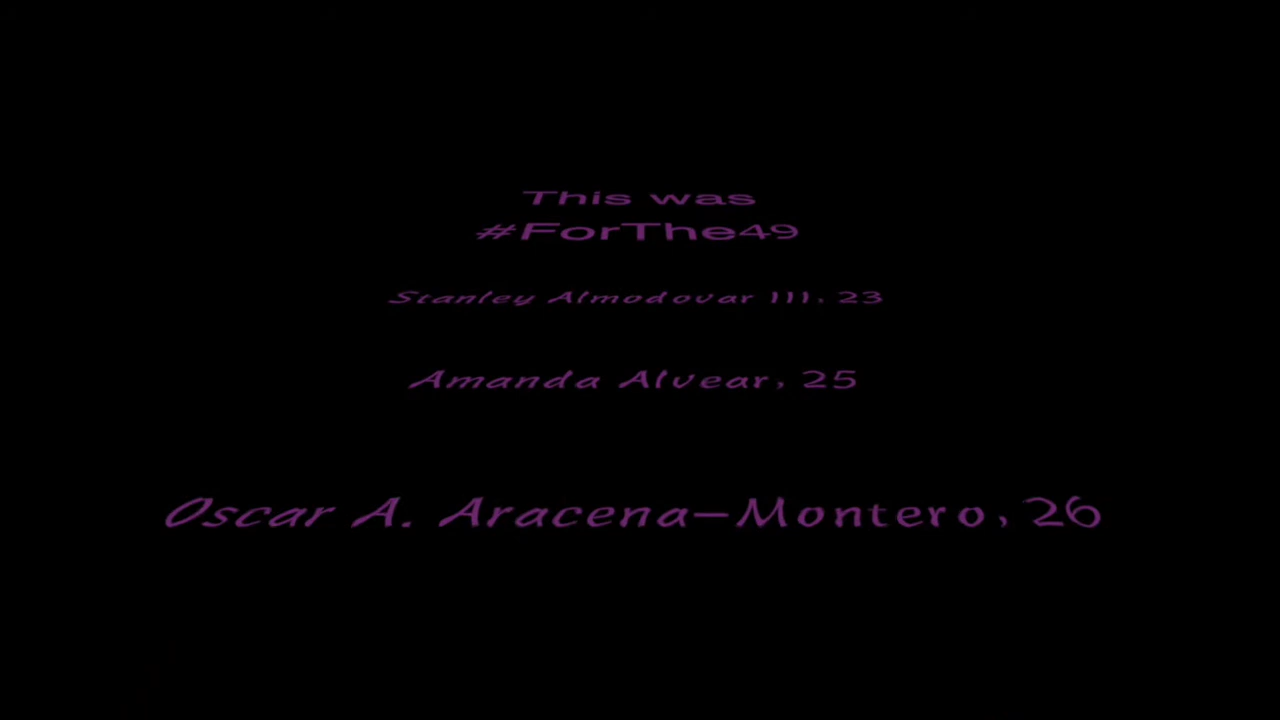 This was
#ForThe49
Stanley Almodovar III, 23
Amanda Alvear, 25
Oscar A. Aracena-Montero, 26